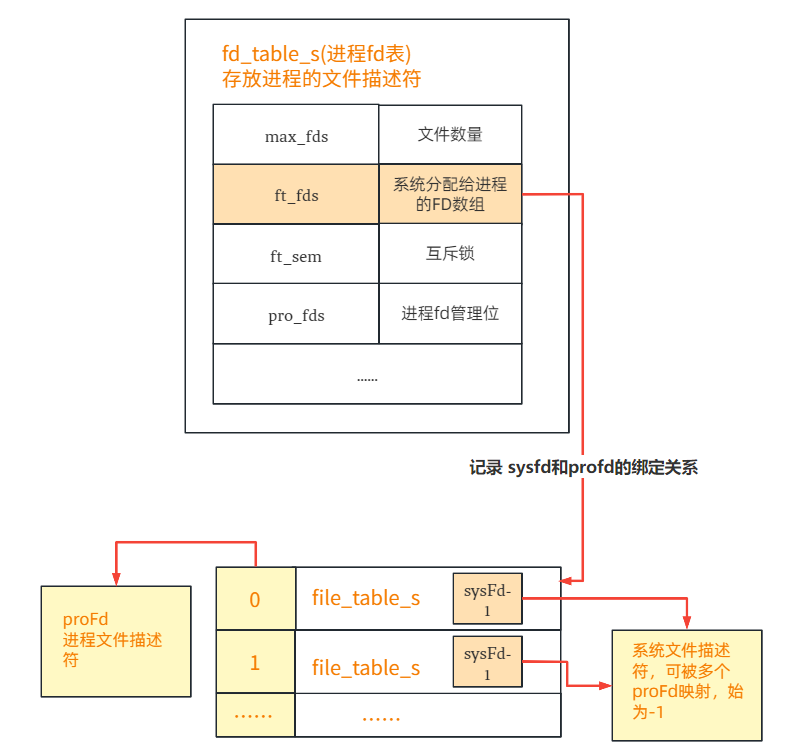 fd_table_s(进程fd表)
存放进程的文件描述符
max_fds
文件数量
ft_fds
系统分配给进程
的FD数组
ft_sem
互斥锁
pro_fds
进程fd管理位
......
记录 sysfd和profd的绑定关系
proFd
进程文件描述
符
0
file_table_s
sysFd-
1
1
file_table_s
sysFd-
1
......
......
系统文件描述
符，可被多个
proFd映射，始
为-1